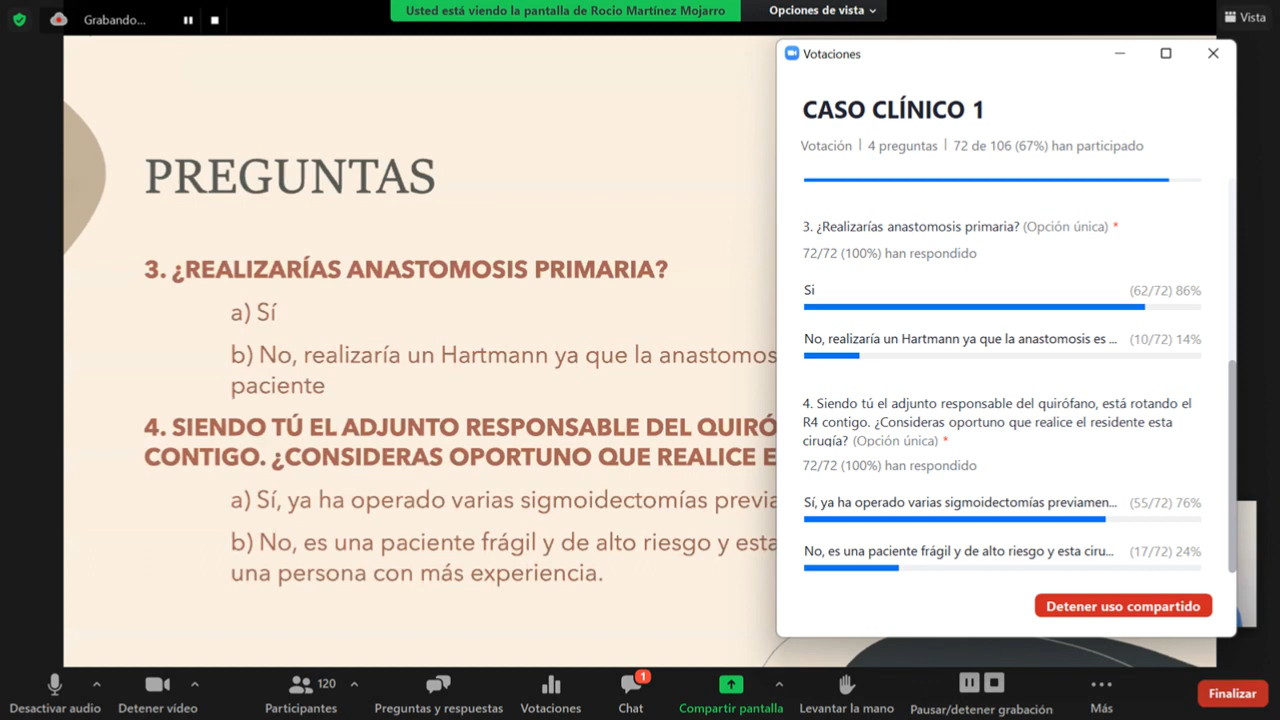 Grabando...
Usted está viendo la pantalla de Rocio Martínez Mojarro
Opciones de vista
Vista
PREGUNTAS
3. ¿REALIZARÍAS ANASTOMOSIS PRIMARIA?
a) Sí
b) No, realizaría un Hartmann ya que la anastomos
paciente
4. SIENDO TÚ EL ADJUNTO RESPONSABLE DEL QUIRÓ
CONTIGO. ¿CONSIDERAS OPORTUNO QUE REALICE E
a) Sí, ya ha operado varias sigmoidectomías previa
b) No, es una paciente frágil y de alto riesgo y esta
una persona con más experiencia.
Votaciones
CASO CLÍNICO 1
Votación | 4 preguntas | 72 de 106 (67%) han participado
3. ¿Realizarías anastomosis primaria? (Opción única) *
72/72 (100%) han respondido
Si (62/72) 86%
No, realizaría un Hartmann ya que la anastomosis es ... (10/72) 14%
4. Siendo tú el adjunto responsable del quirófano, está rotando el
R4 contigo. ¿Consideras oportuno que realice el residente esta
cirugía? (Opción única) *
72/72 (100%) han respondido
Sí, ya ha operado varias sigmoidectomías previamen... (55/72) 76%
No, es una paciente frágil y de alto riesgo y esta ciru... (17/72) 24%
Detener uso compartido
Desactivar audio
Detener vídeo
120
Participantes
Preguntas y respuestas
Votaciones
1
Chat
Compartir pantalla
Levantar la mano
Pausar/detener grabación
Más
Finalizar